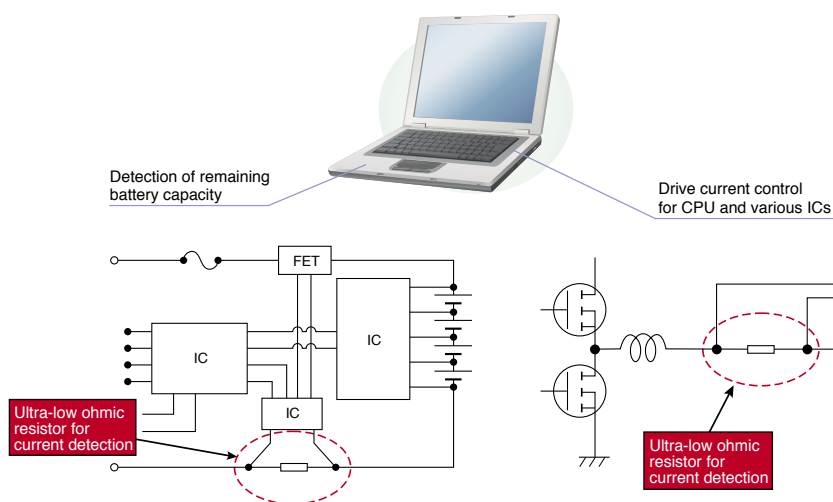 Detection of remaining
battery capacity
Drive current control
for CPU and various ICs
FET
IC
IC
IC
Ultra-low ohmic
resistor for
current detection
Ultra-low ohmic
resistor for
current detection